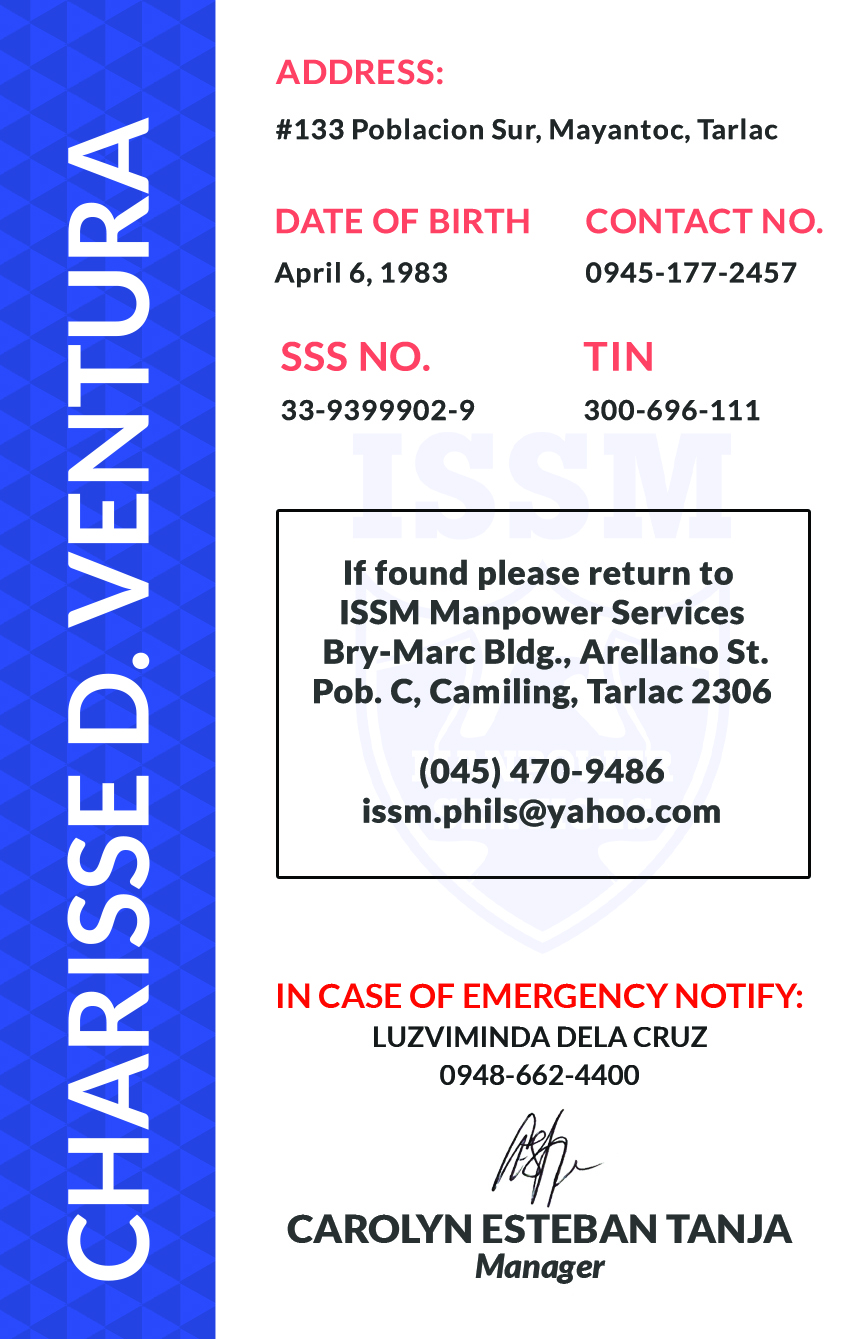 CHARISSE D. VENTURA
ADDRESS:
#133 Poblacion Sur, Mayantoc, Tarlac
DATE OF BIRTH
April 6, 1983
CONTACT NO.
0945-177-2457
SSS NO.
33-9399902-9
TIN
300-696-111
ISSM
If found please return to
ISSM Manpower Services
Bry-Marc Bldg., Arellano St.
Pob. C, Camiling, Tarlac 2306
(045) 470-9486
issm.phils@yahoo.com
IN CASE OF EMERGENCY NOTIFY:
LUZVIMINDA DELA CRUZ
0948-662-4400
CAROLYN ESTEBAN TANJA
Manager